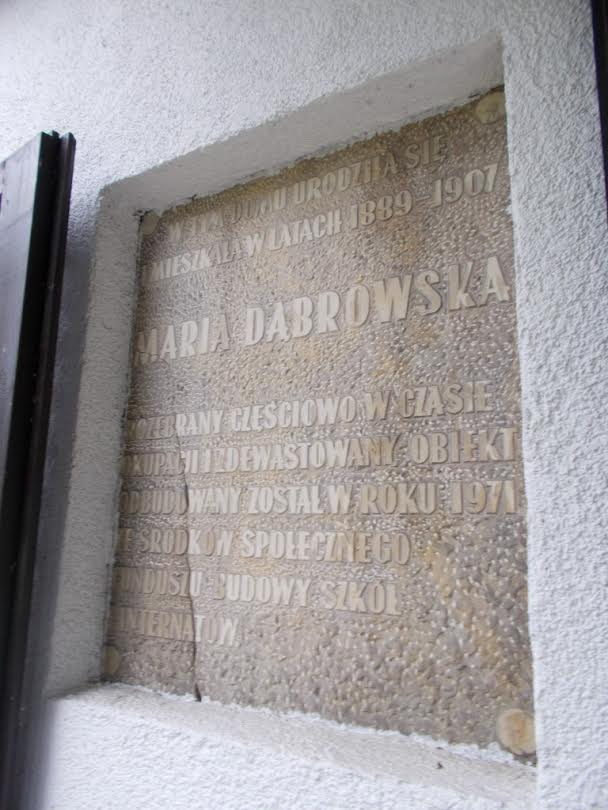 W TYM DOMU URODZIŁA SIĘ
I MIESZKAŁA W LATACH 1889-1907
MARIA DĄBROWSKA
ROZEBRANY CZĘŚCIOWO W CZASIE
OKUPACJI I ZDEWASTOWANY OBIEKT
ODBUDOWANY ZOSTAŁ W ROKU 1971
ZE ŚRODKÓW SPOŁECZNEGO
FUNDUSZU BUDOWY SZKÓŁ
I INTERNATÓW